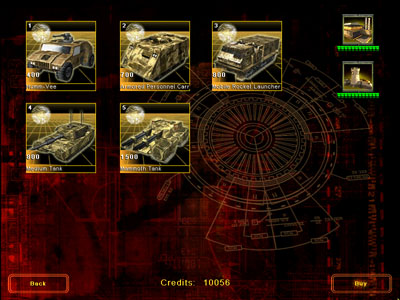 1
400
Humm-Vee
2
700
Armored Personnel Carr
3
800
Mobile Rocket Launcher
4
800
Medium Tank
5
1500
Mammoth Tank
Back
Credits: 10056
Buy